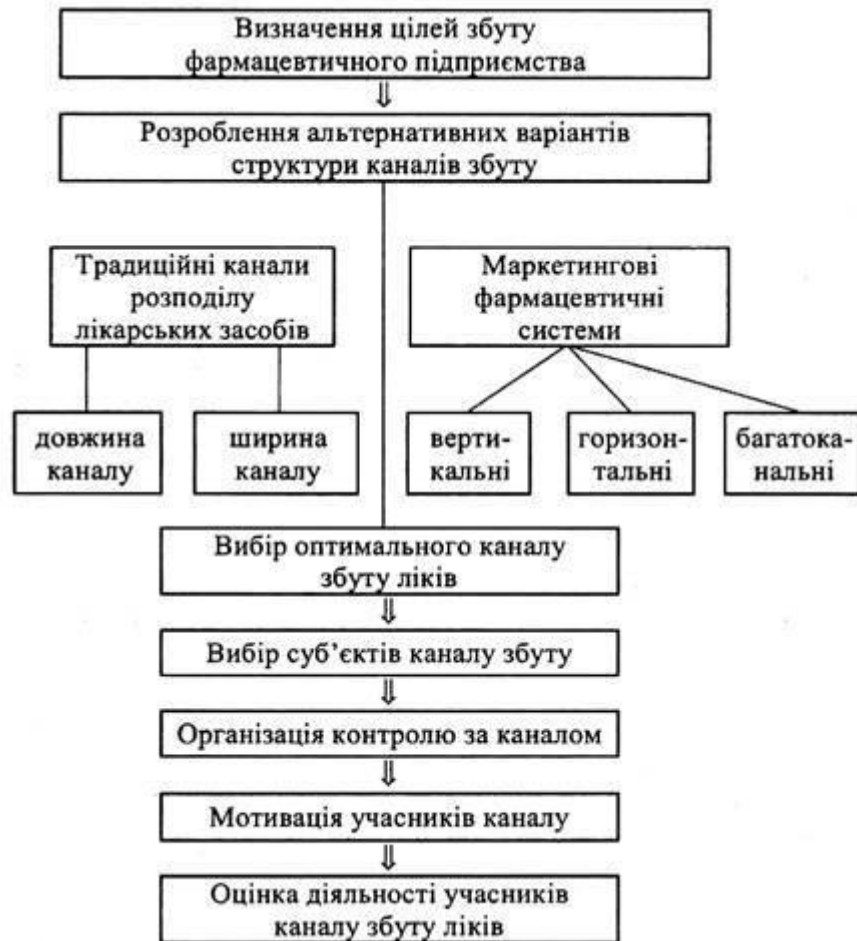 Визначення цілей збуту
фармацевтичного підприємства
Розроблення альтернативних варіантів
структури каналів збуту
Традиційні канали
розподілу
лікарських засобів
Маркетингові
фармацевтичні
системи
довжина
каналу
ширина
каналу
верти-
кальні
горизон-
тальні
багатока-
нальні
Вибір оптимального каналу
збуту ліків
Вибір суб’єктів каналу збуту
Організація контролю за каналом
Мотивація учасників каналу
Оцінка діяльності учасників
каналу збуту ліків